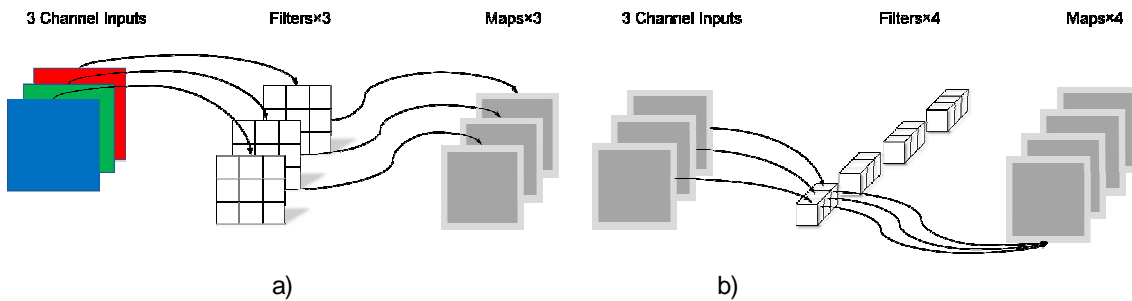 3 Channel Inputs
Filters×3
Maps×3
3 Channel Inputs
Filters×4
Maps×4
a)
b)